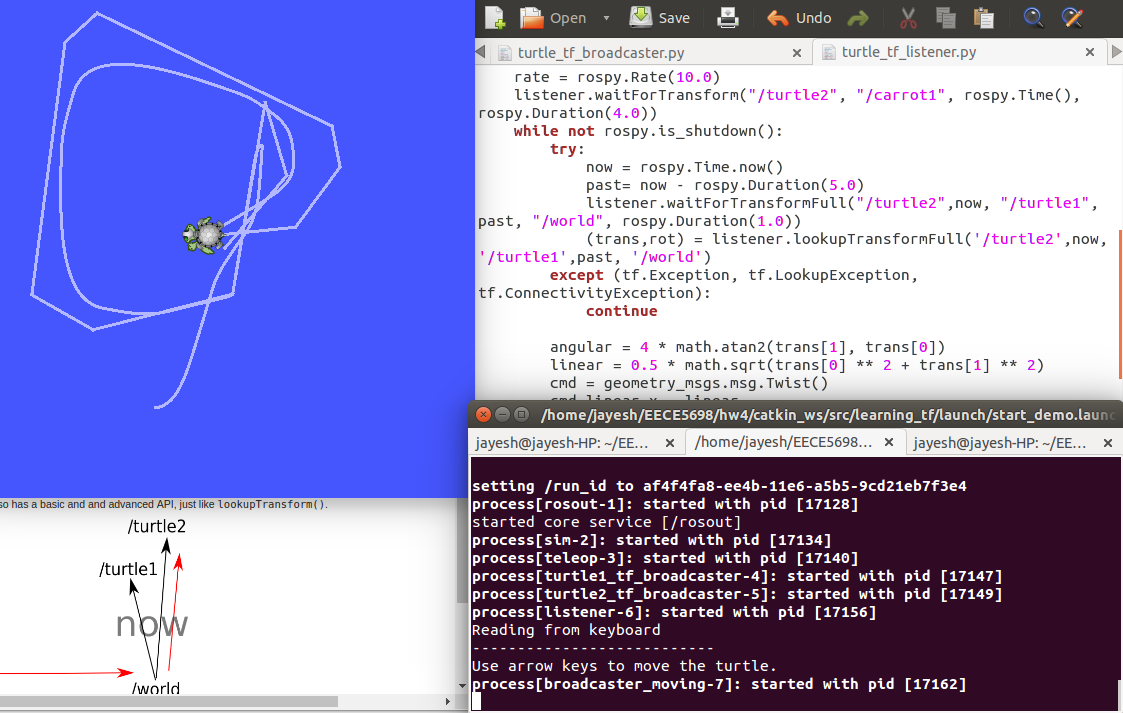 Open
Save
Undo
turtle_tf_broadcaster.py
turtle_tf_listener.py
rate = rospy.Rate(10.0)
listener.waitForTransform("/turtle2", "/carrot1", rospy.Time(),
rospy.Duration(4.0))
while not rospy.is_shutdown():
try:
now = rospy.Time.now()
past= now - rospy.Duration(5.0)
listener.waitForTransformFull("/turtle2",now, "/turtle1",
past, "/world", rospy.Duration(1.0))
(trans,rot) = listener.lookupTransformFull('/turtle2',now,
'/turtle1',past, '/world')
except (tf.Exception, tf.LookupException,
tf.ConnectivityException):
continue
angular = 4 * math.atan2(trans[1], trans[0])
linear = 0.5 * math.sqrt(trans[0] ** 2 + trans[1] ** 2)
cmd = geometry_msgs.msg.Twist()
/home/jayesh/EECE5698/hw4/catkin_ws/src/learning_tf/launch/start_demo.launc
jayesh@jayesh-HP: ~/EE...
/home/jayesh/EECE5698...
jayesh@jayesh-HP: ~/EE...
setting /run_id to af4f4fa8-ee4b-11e6-a5b5-9cd21eb7f3e4
process[rosout-1]: started with pid [17128]
started core service [/rosout]
process[sim-2]: started with pid [17134]
process[teleop-3]: started with pid [17140]
process[turtle1_tf_broadcaster-4]: started with pid [17147]
process[turtle2_tf_broadcaster-5]: started with pid [17149]
process[listener-6]: started with pid [17156]
Reading from keyboard
---------------------------
Use arrow keys to move the turtle.
process[broadcaster_moving-7]: started with pid [17162]
so has a basic and and advanced API, just like lookupTransform().
/turtle2
/turtle1
now
/world